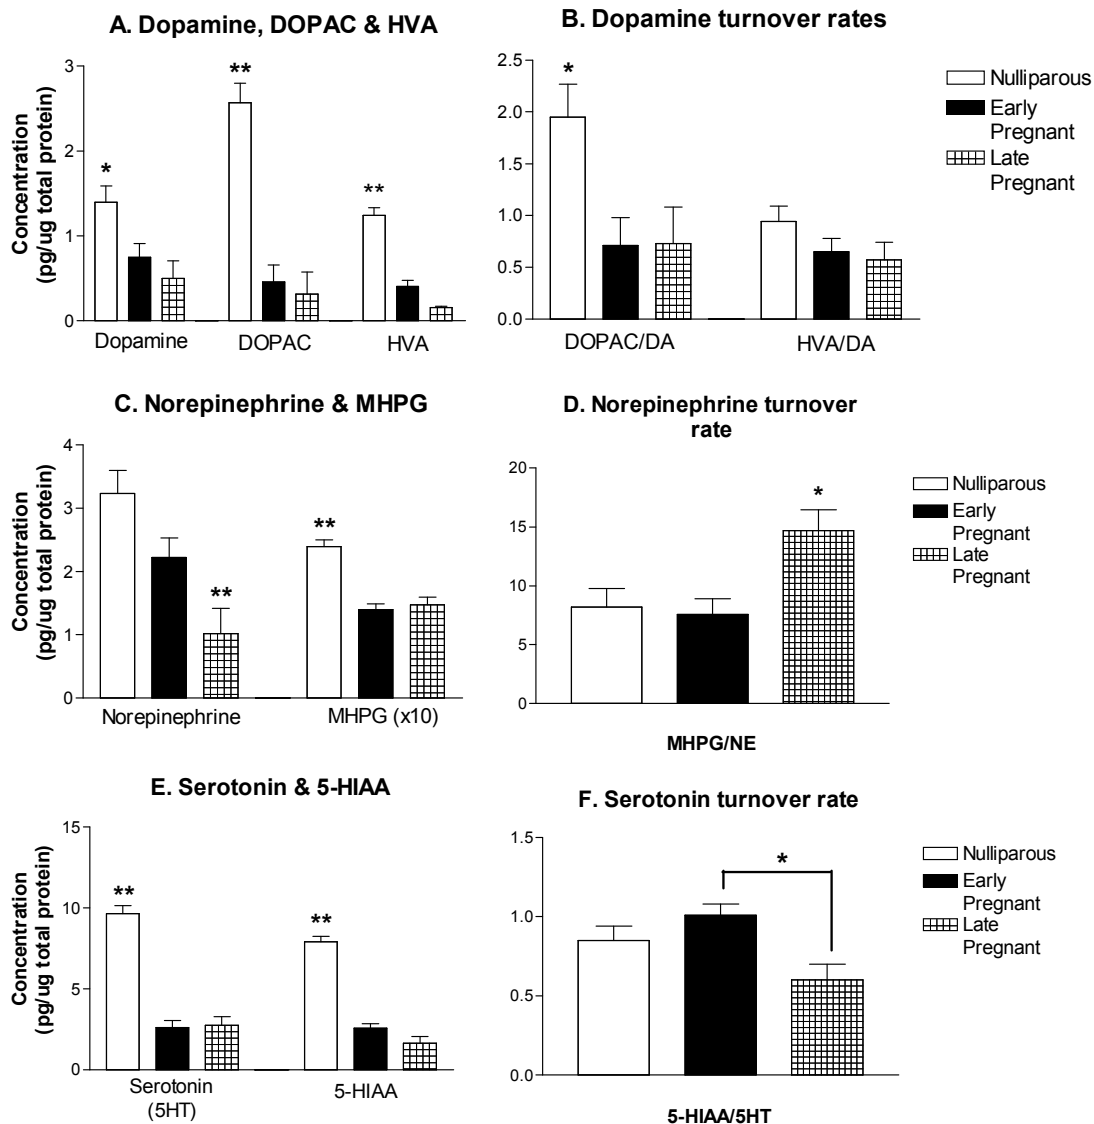 A. Dopamine, DOPAC & HVA
Concentration
(pg/ug total protein)
3
2
1
0
*
**
**
Dopamine
DOPAC
HVA
B. Dopamine turnover rates
2.5
2.0
1.5
1.0
0.5
0.0
*
DOPAC/DA
HVA/DA
Nulliparous
Early
Pregnant
Late
Pregnant
C. Norepinephrine & MHPG
Concentration
(pg/ug total protein)
4
3
2
1
0
**
**
Norepinephrine
MHPG (x10)
D. Norepinephrine turnover
rate
20
15
10
5
0
*
MHPG/NE
Nulliparous
Early
Pregnant
Late
Pregnant
E. Serotonin & 5-HIAA
Concentration
(pg/ug total protein)
15
10
5
0
**
**
Serotonin
(5HT)
5-HIAA
F. Serotonin turnover rate
1.5
1.0
0.5
0.0
*
5-HIAA/5HT
Nulliparous
Early
Pregnant
Late
Pregnant